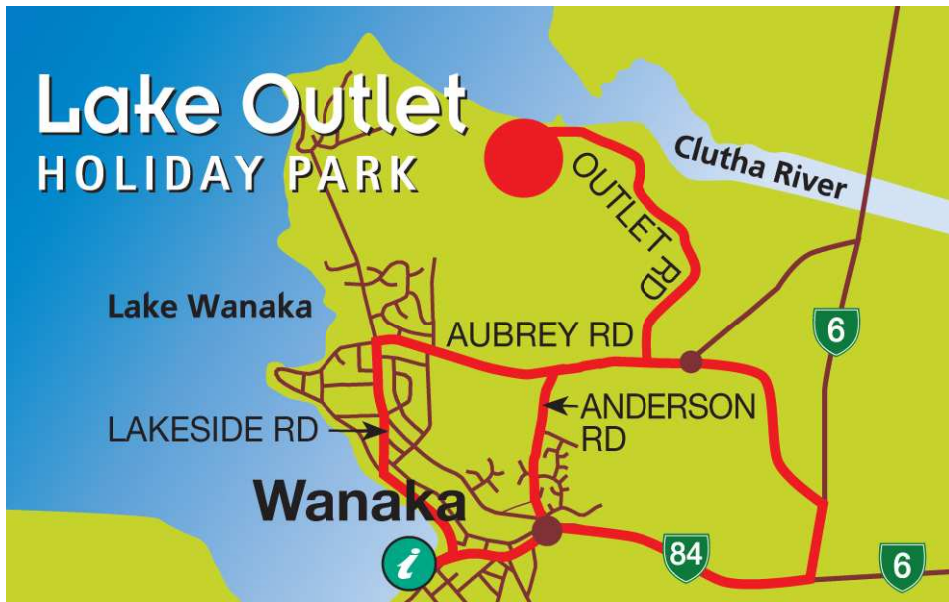 Lake Outlet
HOLIDAY PARK
Clutha River
OUTLET RD
Lake Wanaka
6
AUBREY RD
LAKESIDE RD
ANDERSON
RD
Wanaka
i
84
6